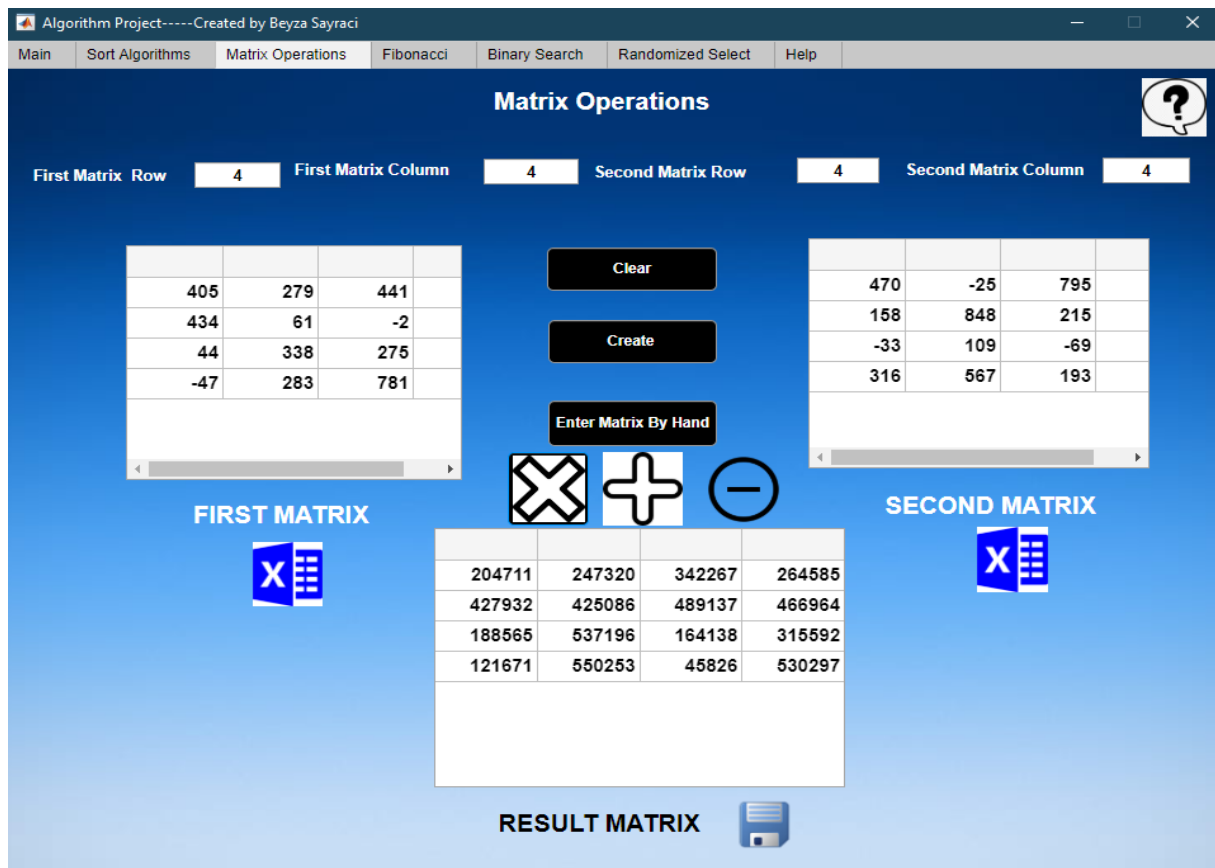 Algorithm Project-----Created by Beyza Sayraci
Main Sort Algorithms Matrix Operations Fibonacci Binary Search Randomized Select Help
Matrix Operations
?
First Matrix Row 4 First Matrix Column 4 Second Matrix Row 4 Second Matrix Column 4
405 279 441
434 61 -2
44 338 275
-47 283 781
FIRST MATRIX
X
Clear
Create
Enter Matrix By Hand
470 -25 795
158 848 215
-33 109 -69
316 567 193
SECOND MATRIX
X
204711 247320 342267 264585
427932 425086 489137 466964
188565 537196 164138 315592
121671 550253 45826 530297
RESULT MATRIX